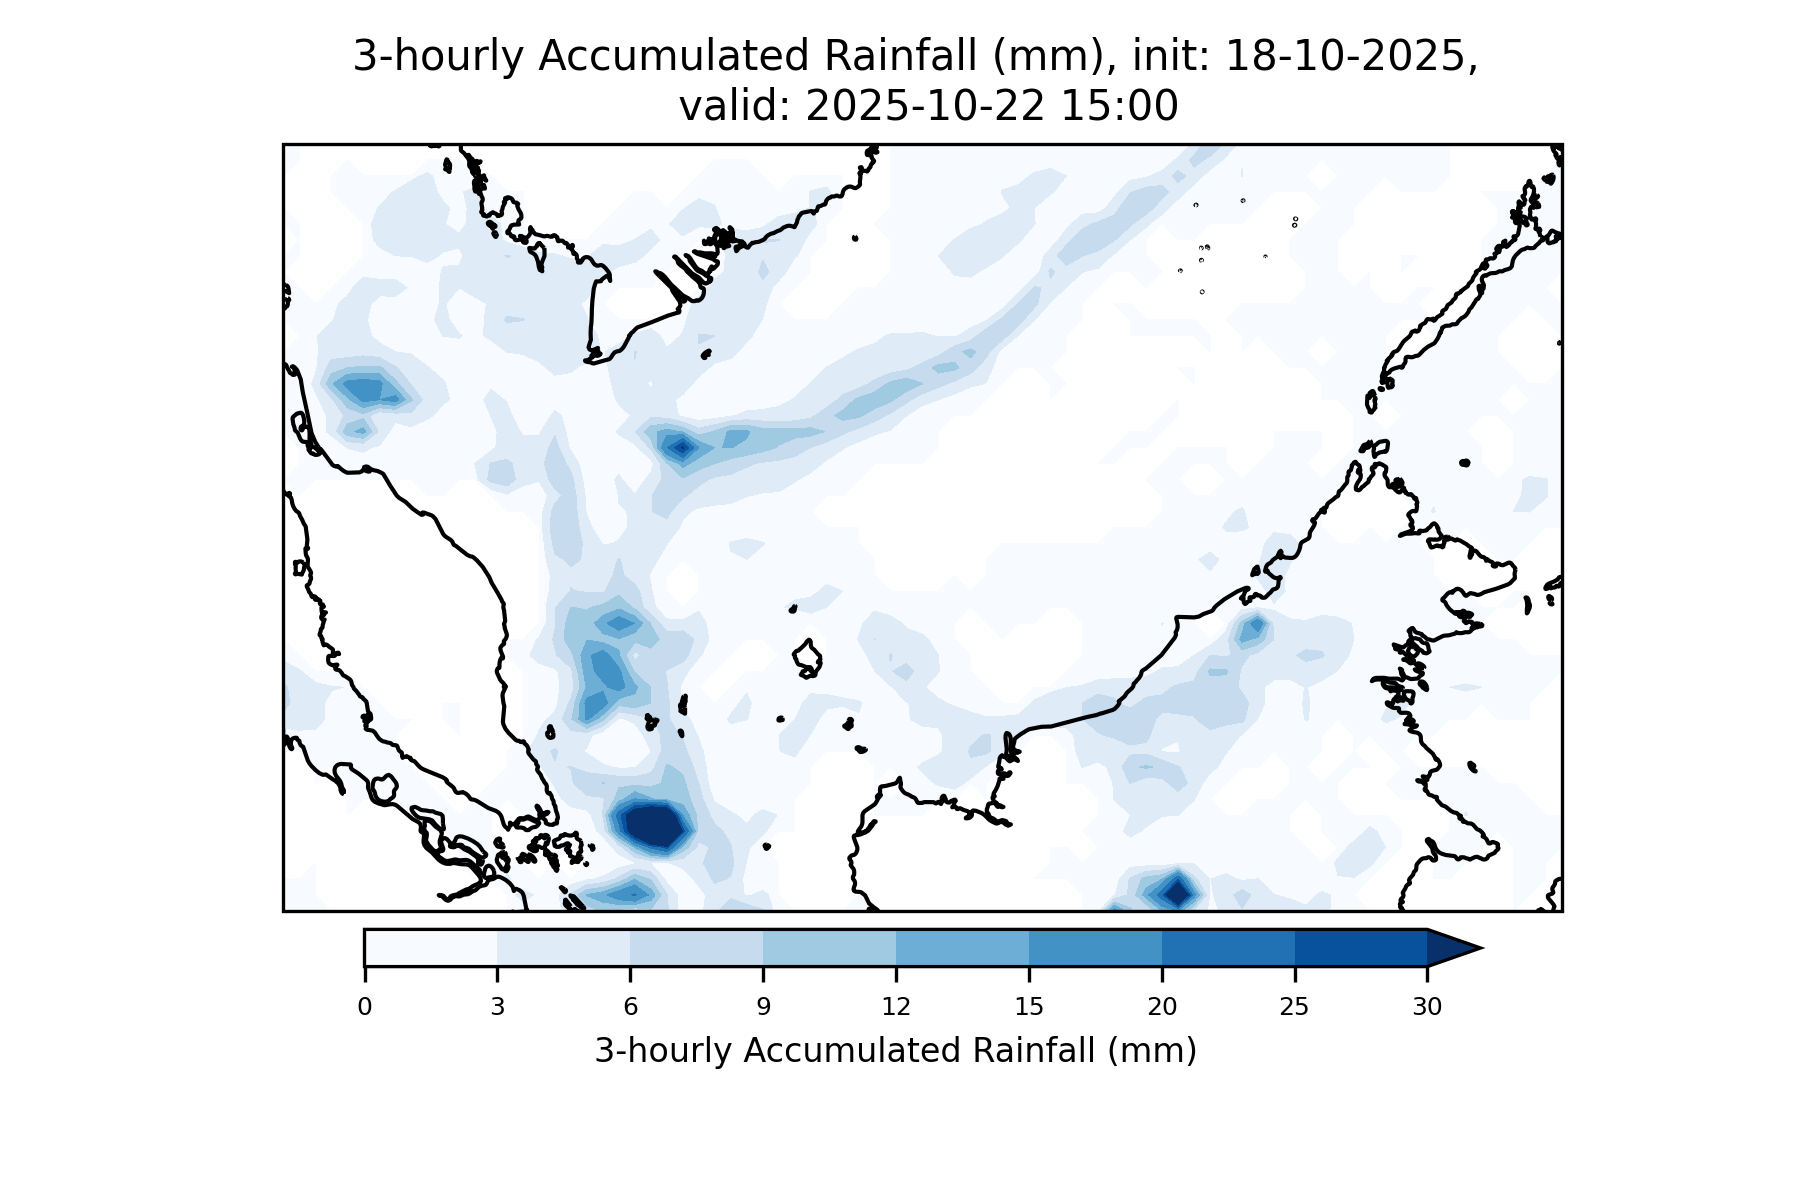 3-hourly Accumulated Rainfall (mm), init: 18-10-2025,
valid: 2025-10-22 15:00
0 3 6 9 12 15 20 25 30
3-hourly Accumulated Rainfall (mm)